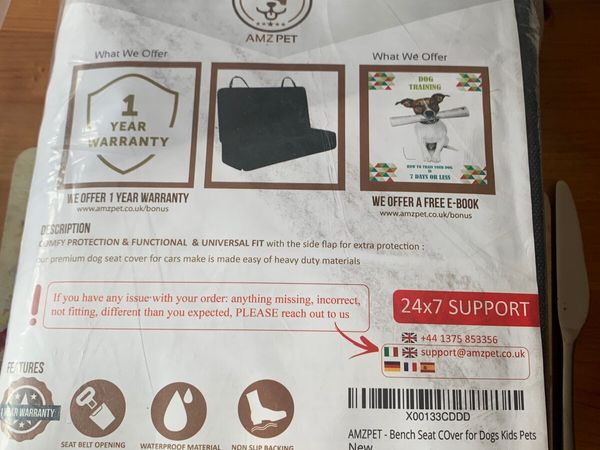 AMZPET
What We Offer
What We Offer
1
YEAR
WARRANTY
DOG
TRAINING
HOW TO TRAIN YOUR DOG
IN
7 DAYS OR LESS
WE OFFER 1 YEAR WARRANTY
www.amzpet.co.uk/bonus
WE OFFER A FREE E-BOOK
www.amzpet.co.uk/bonus
DESCRIPTION
COMFY PROTECTION & FUNCTIONAL & UNIVERSAL FIT with the side flap for extra protection :
our premium dog seat cover for cars make is made easy of heavy duty materials
! If you have any issue with your order: anything missing, incorrect,
not fitting, different than you expected, PLEASE reach out to us
24x7 SUPPORT
+44 1375 853356
support@amzpet.co.uk
FEATURES
1 YEAR WARRANTY
SEAT BELT OPENING
WATERPROOF MATERIAL
NON SLIP BACKING
X00133CDDD
AMZPET - Bench Seat COver for Dogs Kids Pets
New